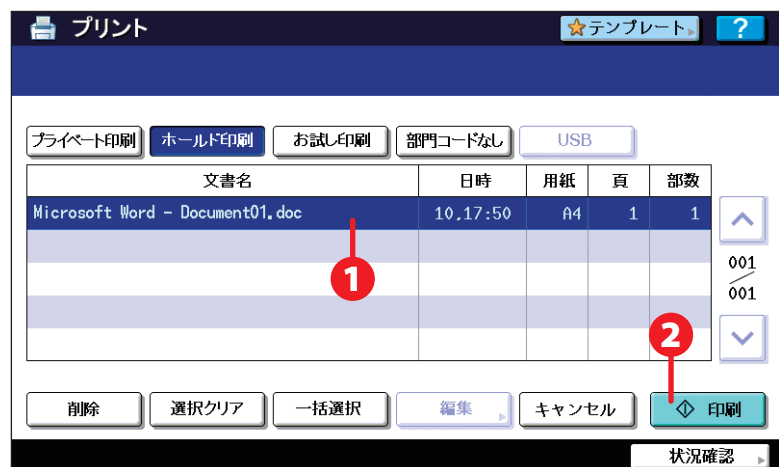 プリント テンプレート ?
プライベート印刷 ホールド印刷 お試し印刷 部門コードなし USB
文書名 日時 用紙 頁 部数
Microsoft Word - Document01.doc 10,17:50 A4 1 1
1
001
001
2
削除 選択クリア 一括選択 編集 キャンセル 印刷
状況確認